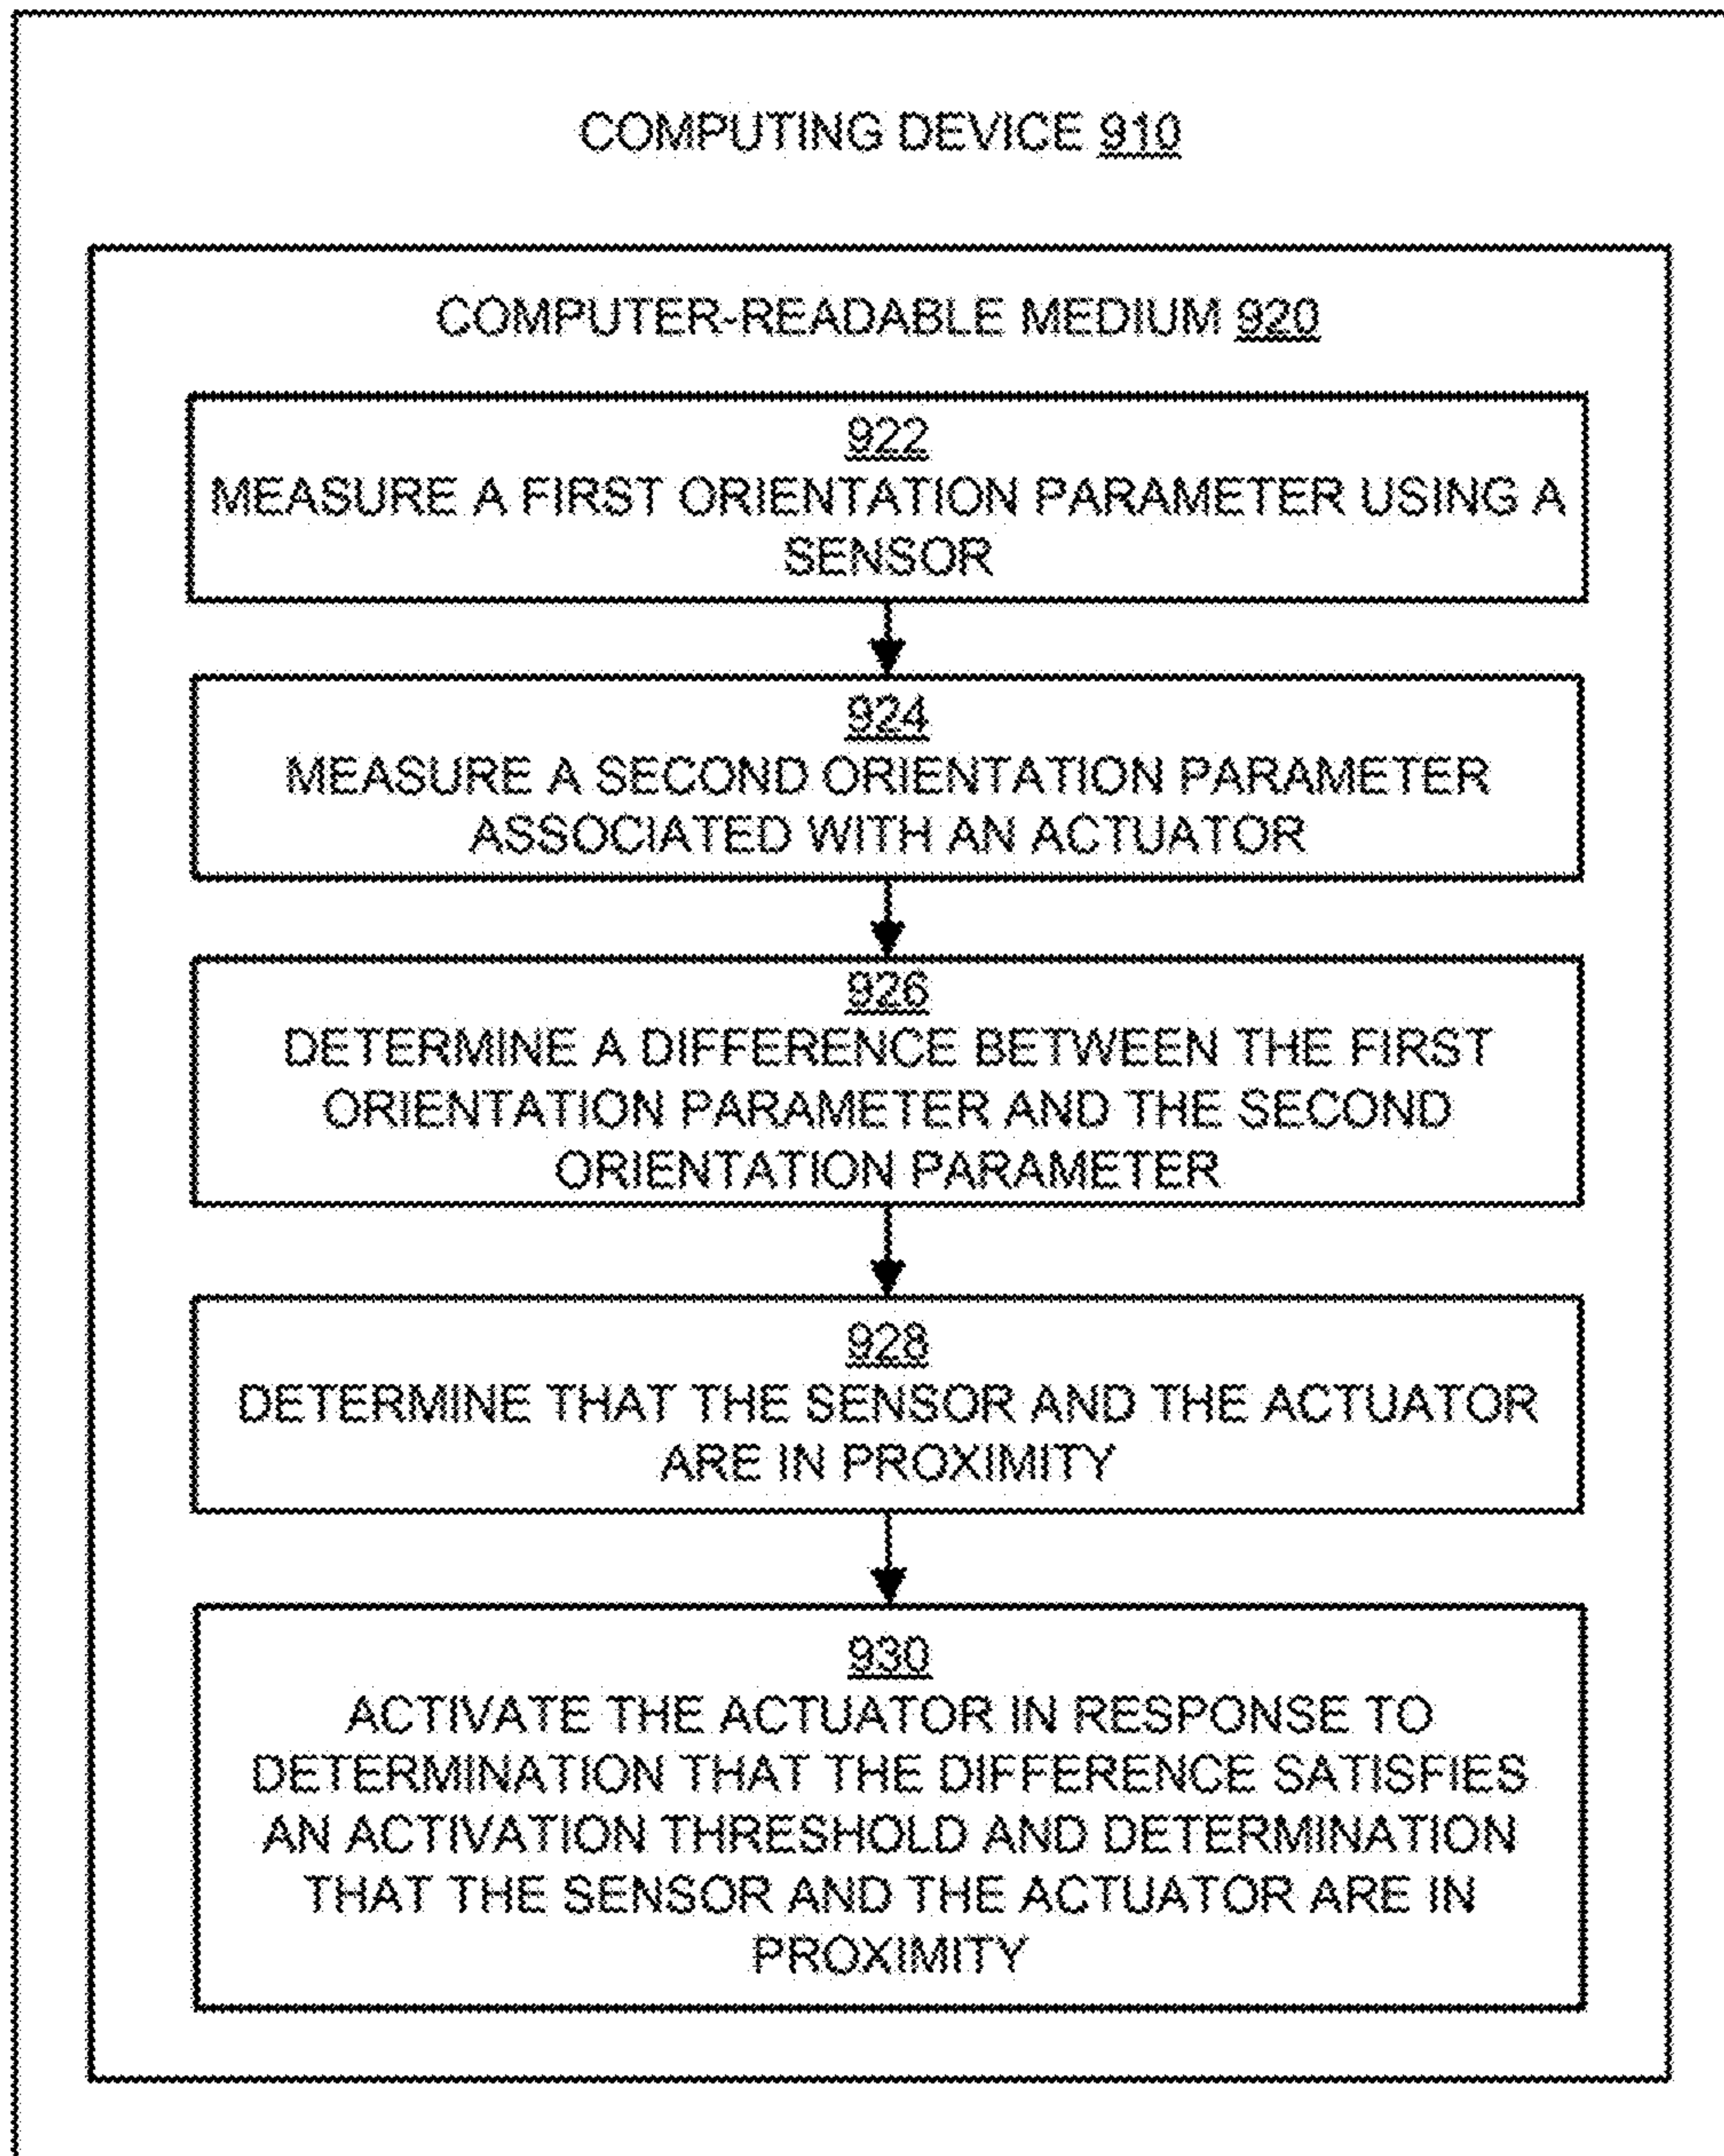 COMPUTING DEVICE 910
COMPUTER-READABLE MEDIUM 920
922
MEASURE A FIRST ORIENTATION PARAMETER USING A
SENSOR
924
MEASURE A SECOND ORIENTATION PARAMETER
ASSOCIATED WITH AN ACTUATOR
926
DETERMINE A DIFFERENCE BETWEEN THE FIRST
ORIENTATION PARAMETER AND THE SECOND
ORIENTATION PARAMETER
928
DETERMINE THAT THE SENSOR AND THE ACTUATOR
ARE IN PROXIMITY
930
ACTIVATE THE ACTUATOR IN RESPONSE TO
DETERMINATION THAT THE DIFFERENCE SATISFIES
AN ACTIVATION THRESHOLD AND DETERMINATION
THAT THE SENSOR AND THE ACTUATOR ARE IN
PROXIMITY